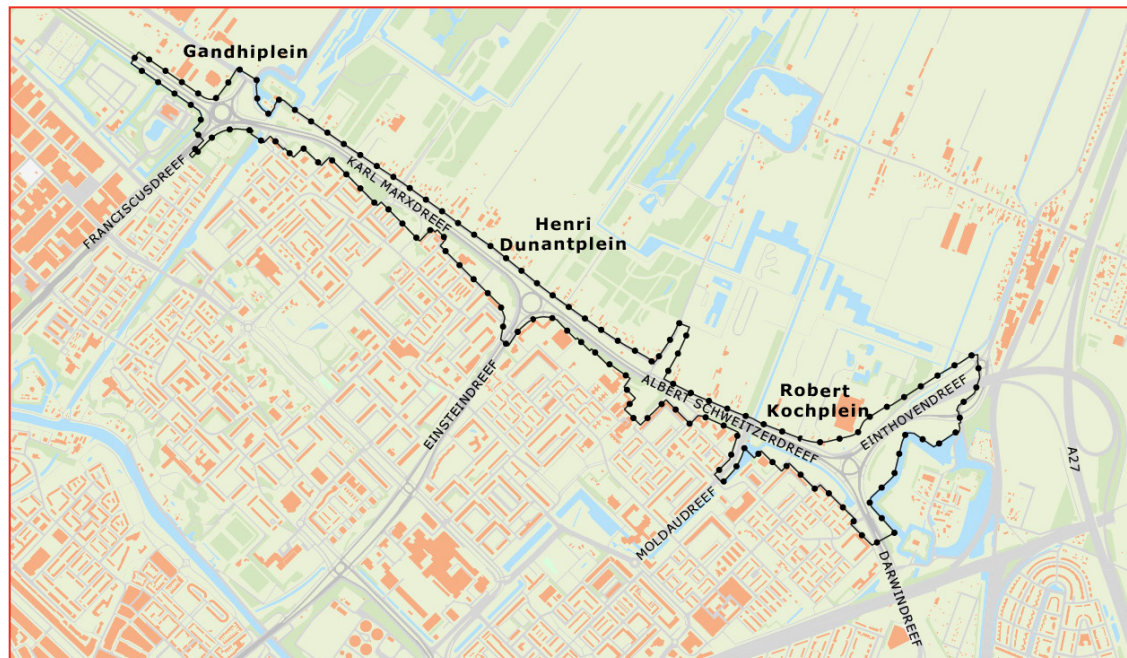 Gandhiplein
FRANCISCUSDREEF
KARL MARXDREEF
Henri
Dunantplein
EINSTEINDREEF
ALBERT SCHWEITZERDREEF
Robert
Kochplein
EINTHOVENDREEF
A27
MOLDAUDREEF
DARWINDREEF